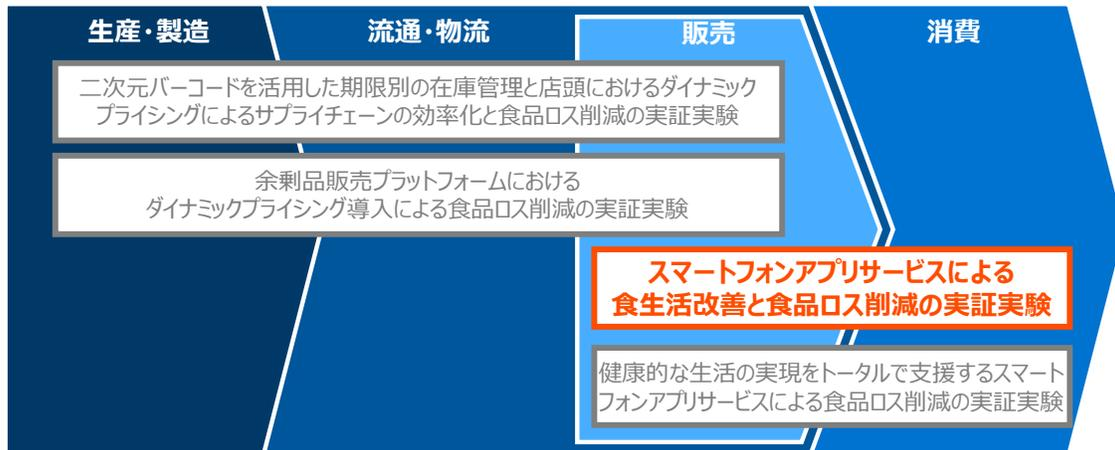 生産・製造
流通・物流
販売
消費
二次元バーコードを活用した期限別の在庫管理と店頭におけるダイナミック
プライシングによるサプライチェーンの効率化と食品ロス削減の実証実験
余剰品販売プラットフォームにおける
ダイナミックプライシング導入による食品ロス削減の実証実験
スマートフォンアプリサービスによる
食生活改善と食品ロス削減の実証実験
健康的な生活の実現をトータルで支援するスマート
フォンアプリサービスによる食品ロス削減の実証実験